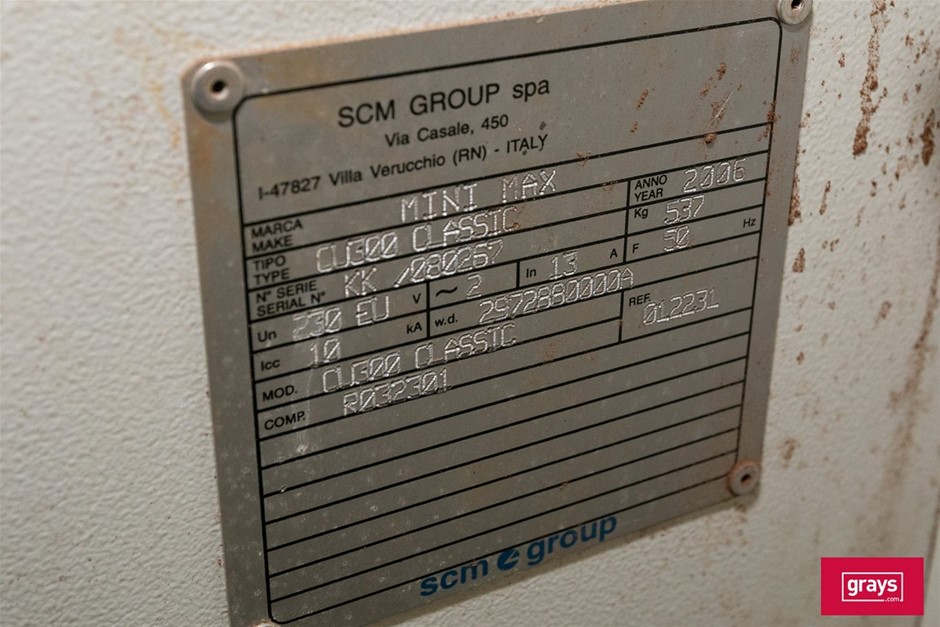 SCM GROUP spa
Via Casale, 450
I-47827 Villa Verucchio (RN) - ITALY
MARCA MAKE MINI MAX ANNO YEAR 2006
TIPO TYPE CU300 CLASSIC Kg 537
N° SERIE SERIAL N° KK /080267 F 50 Hz
Un 230 EU V ~ 2 In 13 A
Icc 10 kA w.d. 2972880000A REF. 012231
MOD. CU300 CLASSIC
COMP. R032301
scm group
grays
.com